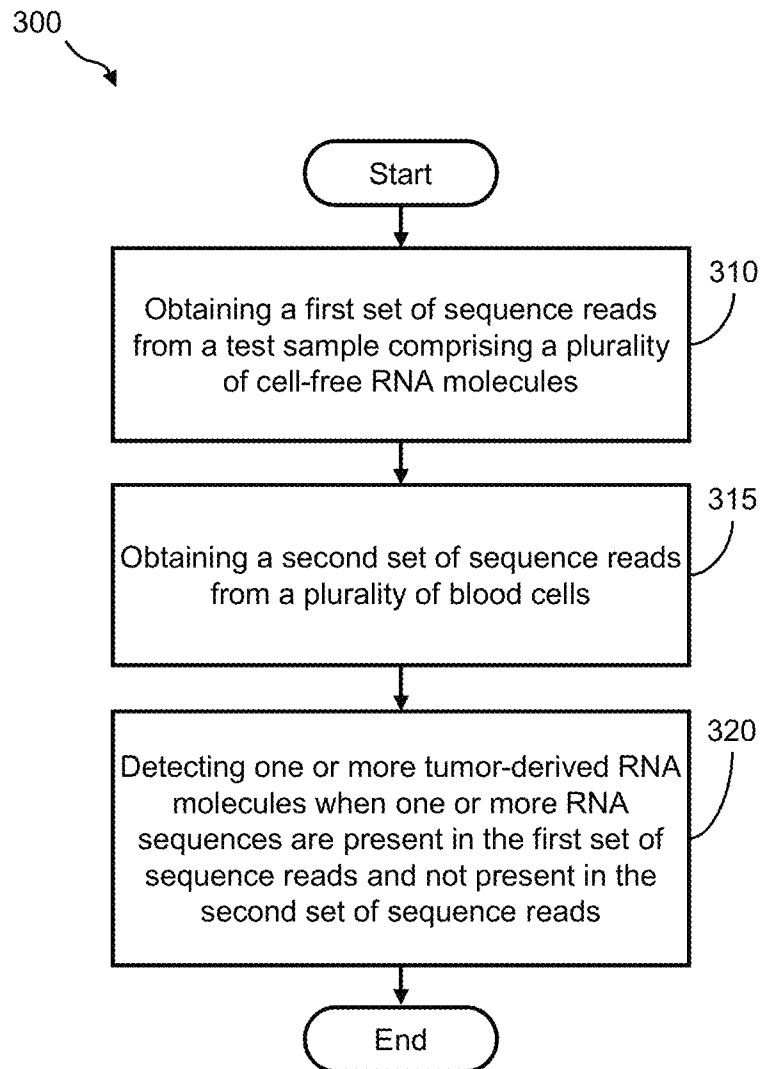 300
Start
310
Obtaining a first set of sequence reads
from a test sample comprising a plurality
of cell-free RNA molecules
315
Obtaining a second set of sequence reads
from a plurality of blood cells
320
Detecting one or more tumor-derived RNA
molecules when one or more RNA
sequences are present in the first set of
sequence reads and not present in the
second set of sequence reads
End